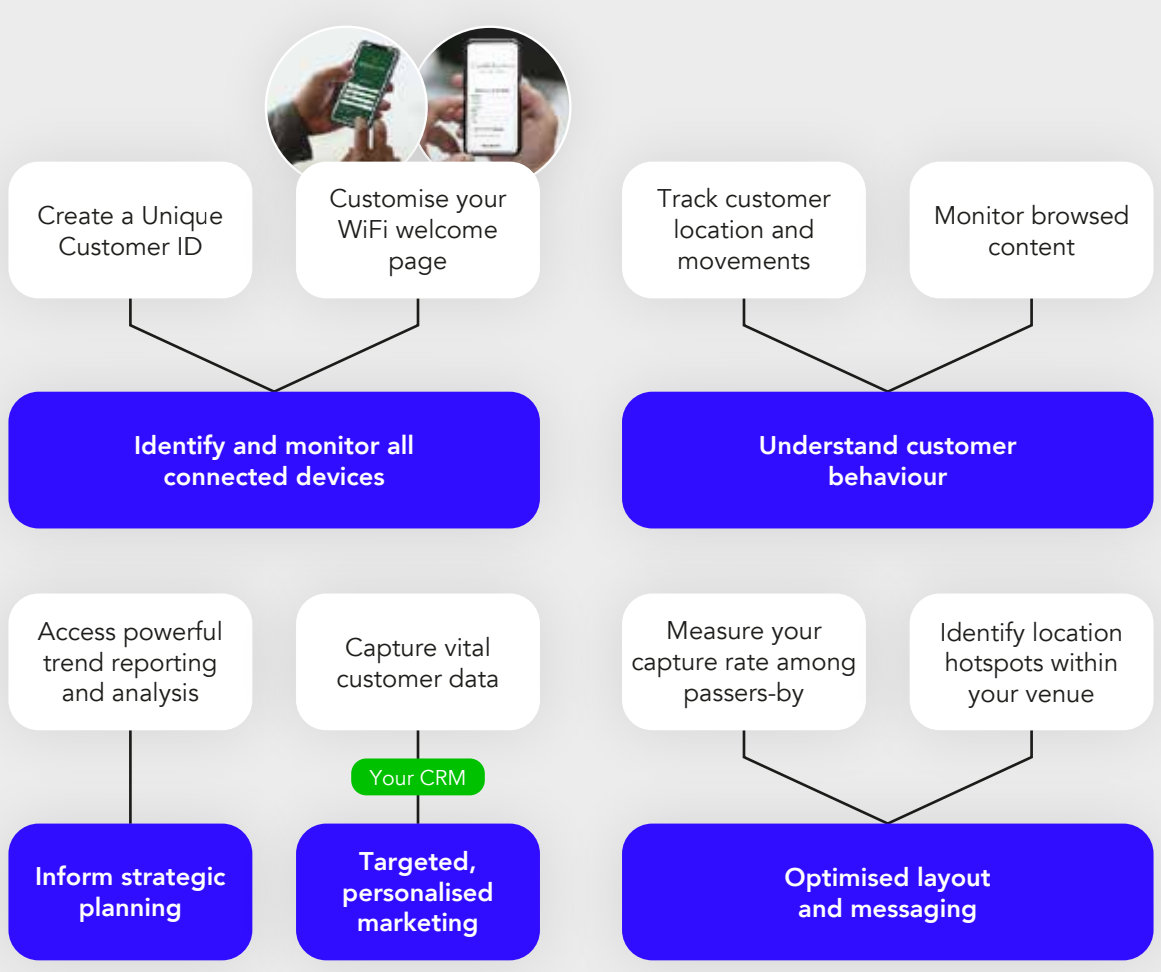 Create a Unique
Customer ID
Customise your
WiFi welcome
page
Track customer
location and
movements
Monitor browsed
content
Identify and monitor all
connected devices
Understand customer
behaviour
Access powerful
trend reporting
and analysis
Capture vital
customer data
Measure your
capture rate among
passers-by
Identify location
hotspots within
your venue
Your CRM
Inform strategic
planning
Targeted,
personalised
marketing
Optimised layout
and messaging